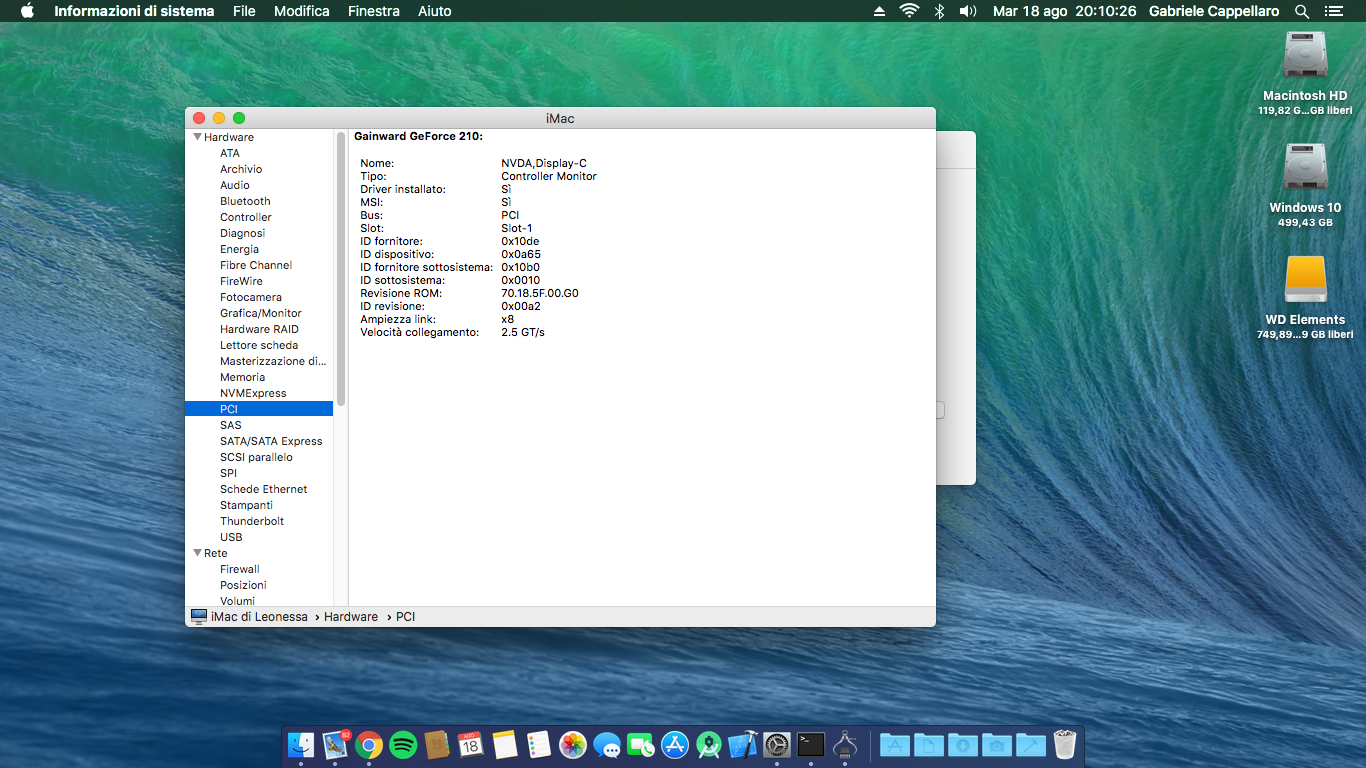 Informazioni di sistema File Modifica Finestra Aiuto Mar 18 ago 20:10:26 Gabriele Cappellaro
Macintosh HD
119,82 G...GB liberi
Windows 10
499,43 GB
WD Elements
749,89...9 GB liberi
iMac
Hardware
ATA
Archivio
Audio
Bluetooth
Controller
Diagnosi
Energia
Fibre Channel
FireWire
Fotocamera
Grafica/Monitor
Hardware RAID
Lettore scheda
Masterizzazione di...
Memoria
NVMExpress
PCI
SAS
SATA/SATA Express
SCSI parallelo
SPI
Schede Ethernet
Stampanti
Thunderbolt
USB
Rete
Firewall
Posizioni
Volumi
Gainward GeForce 210:
Nome: NVDA,Display-C
Tipo: Controller Monitor
Driver installato: Sì
MSI: Sì
Bus: PCI
Slot: Slot-1
ID fornitore: 0x10de
ID dispositivo: 0x0a65
ID fornitore sottosistema: 0x10b0
ID sottosistema: 0x0010
Revisione ROM: 70.18.5F.00.G0
ID revisione: 0x00a2
Ampiezza link: x8
Velocità collegamento: 2.5 GT/s
iMac di Leonessa › Hardware › PCI
82
AGO
18